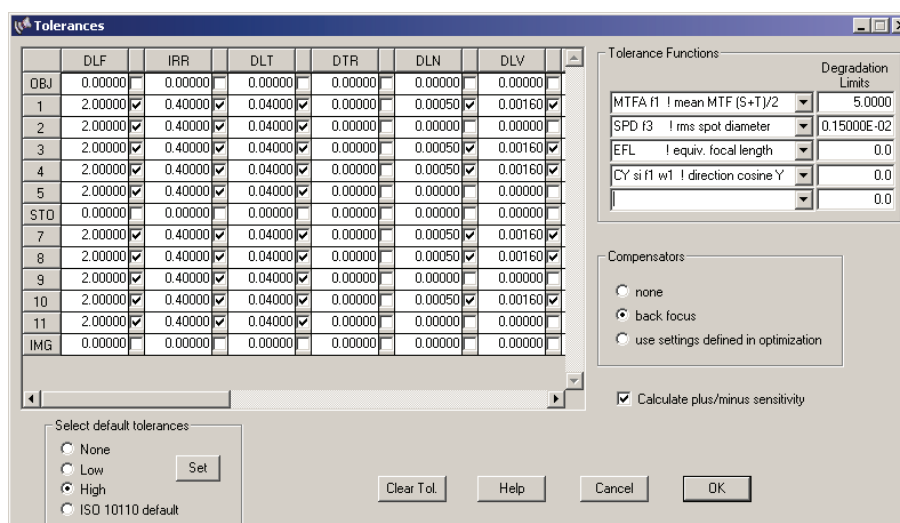 Tolerances
DLF IRR DLT DTR DLN DLV
OBJ 0.00000 0.00000 0.00000 0.00000 0.00000 0.00000
1 2.00000 0.40000 0.04000 0.00000 0.00050 0.00160
2 2.00000 0.40000 0.04000 0.00000 0.00000 0.00000
3 2.00000 0.40000 0.04000 0.00000 0.00050 0.00160
4 2.00000 0.40000 0.04000 0.00000 0.00050 0.00160
5 2.00000 0.40000 0.04000 0.00000 0.00000 0.00000
STO 0.00000 0.00000 0.00000 0.00000 0.00000 0.00000
7 2.00000 0.40000 0.04000 0.00000 0.00050 0.00160
8 2.00000 0.40000 0.04000 0.00000 0.00050 0.00160
9 2.00000 0.40000 0.04000 0.00000 0.00000 0.00000
10 2.00000 0.40000 0.04000 0.00000 0.00050 0.00160
11 2.00000 0.40000 0.04000 0.00000 0.00000 0.00000
IMG 0.00000 0.00000 0.00000 0.00000 0.00000 0.00000
Select default tolerances
None
Low
High
ISO 10110 default
Set
Tolerance Functions
Degradation
Limits
MTFA f1 ! mean MTF (S+T)/2 5.0000
SPD f3 ! rms spot diameter 0.15000E-02
EFL ! equiv. focal length 0.0
CY si f1 w1 ! direction cosine Y 0.0
0.0
Compensators
none
back focus
use settings defined in optimization
Calculate plus/minus sensitivity
Clear Tol. Help Cancel OK